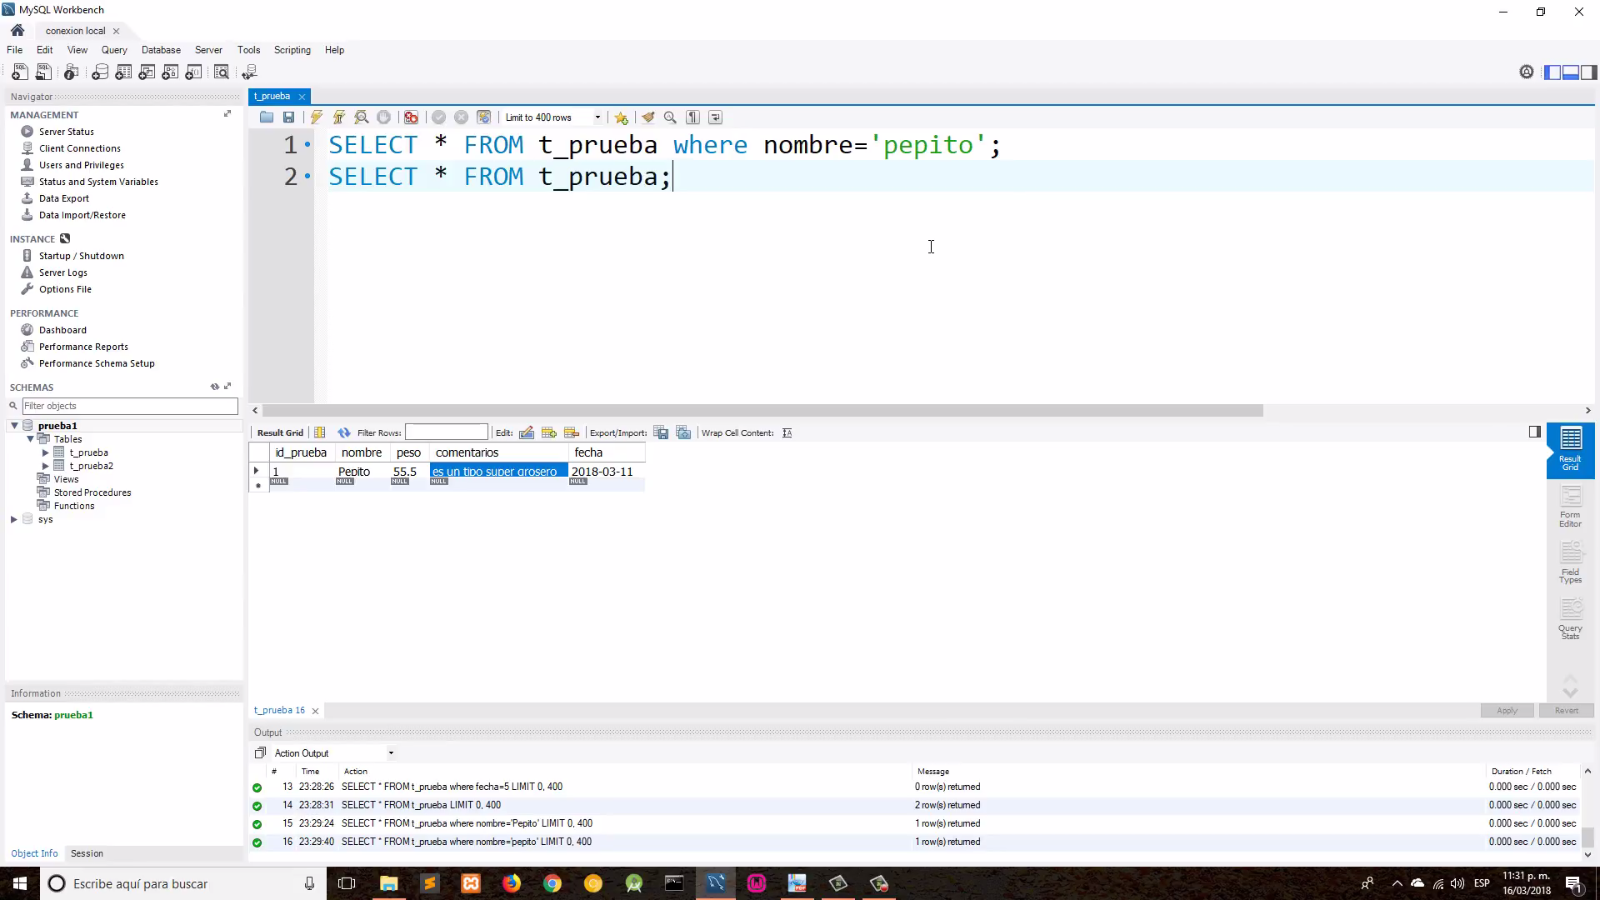 MySQL Workbench
conexion local
File Edit View Query Database Server Tools Scripting Help
Navigator
MANAGEMENT
Server Status
Client Connections
Users and Privileges
Status and System Variables
Data Export
Data Import/Restore
INSTANCE
Startup / Shutdown
Server Logs
Options File
PERFORMANCE
Dashboard
Performance Reports
Performance Schema Setup
SCHEMAS
Filter objects
prueba1
Tables
t_prueba
t_prueba2
Views
Stored Procedures
Functions
sys
Information
Schema: prueba1
Object Info Session
t_prueba
Limit to 400 rows
1 SELECT * FROM t_prueba where nombre='pepito';
2 SELECT * FROM t_prueba;
Result Grid Filter Rows: Edit: Export/Import: Wrap Cell Content:
id_prueba nombre peso comentarios fecha
1 Pepito 55.5 es un tipo super grosero 2018-03-11
NULL NULL NULL NULL NULL
Result
Grid
Form
Editor
Field
Types
Query
Stats
t_prueba 16
Apply Revert
Output
Action Output
# Time Action Message Duration / Fetch
13 23:28:26 SELECT * FROM t_prueba where fecha=5 LIMIT 0, 400 0 row(s) returned 0.000 sec / 0.000 sec
14 23:28:31 SELECT * FROM t_prueba LIMIT 0, 400 2 row(s) returned 0.000 sec / 0.000 sec
15 23:29:24 SELECT * FROM t_prueba where nombre='Pepito' LIMIT 0, 400 1 row(s) returned 0.000 sec / 0.000 sec
16 23:29:40 SELECT * FROM t_prueba where nombre='pepito' LIMIT 0, 400 1 row(s) returned 0.000 sec / 0.000 sec
Escribe aquí para buscar
ESP
11:31 p. m.
16/03/2018
1